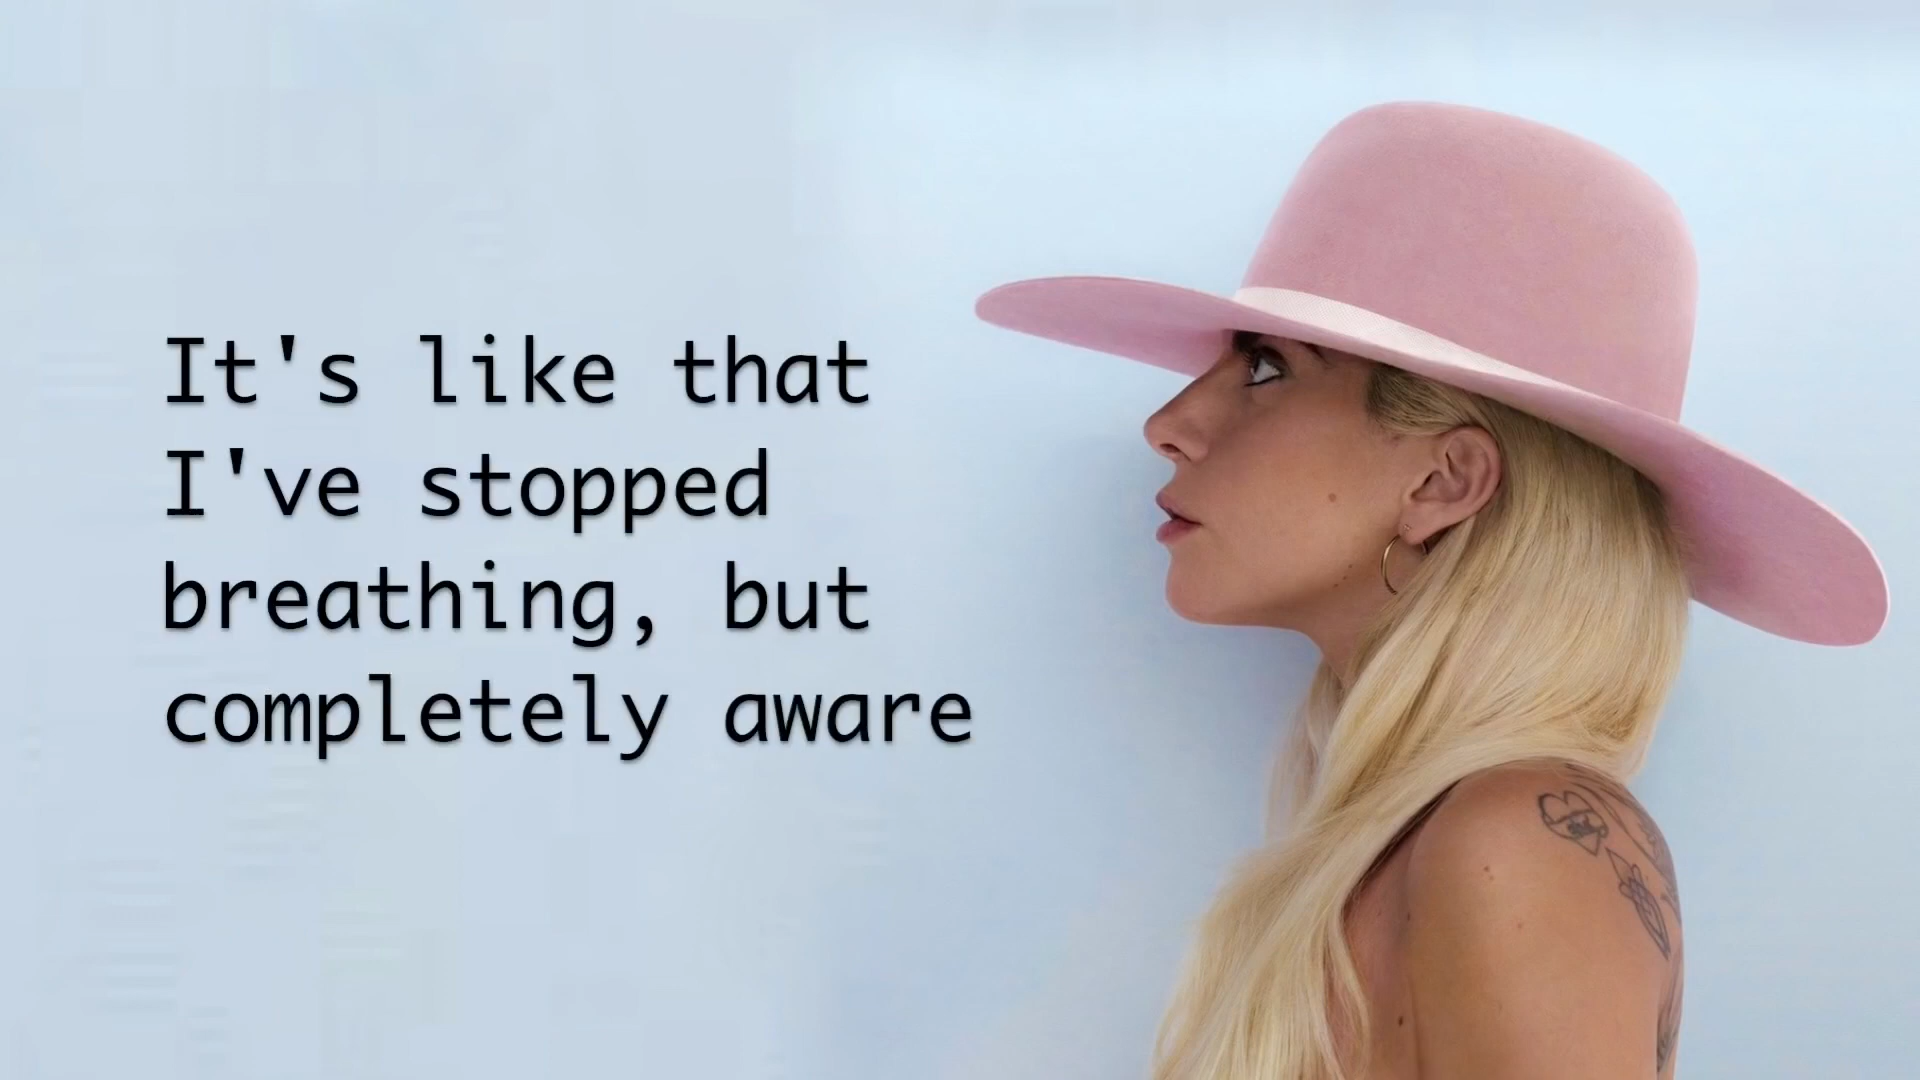 It's like that
I've stopped
breathing, but
completely aware